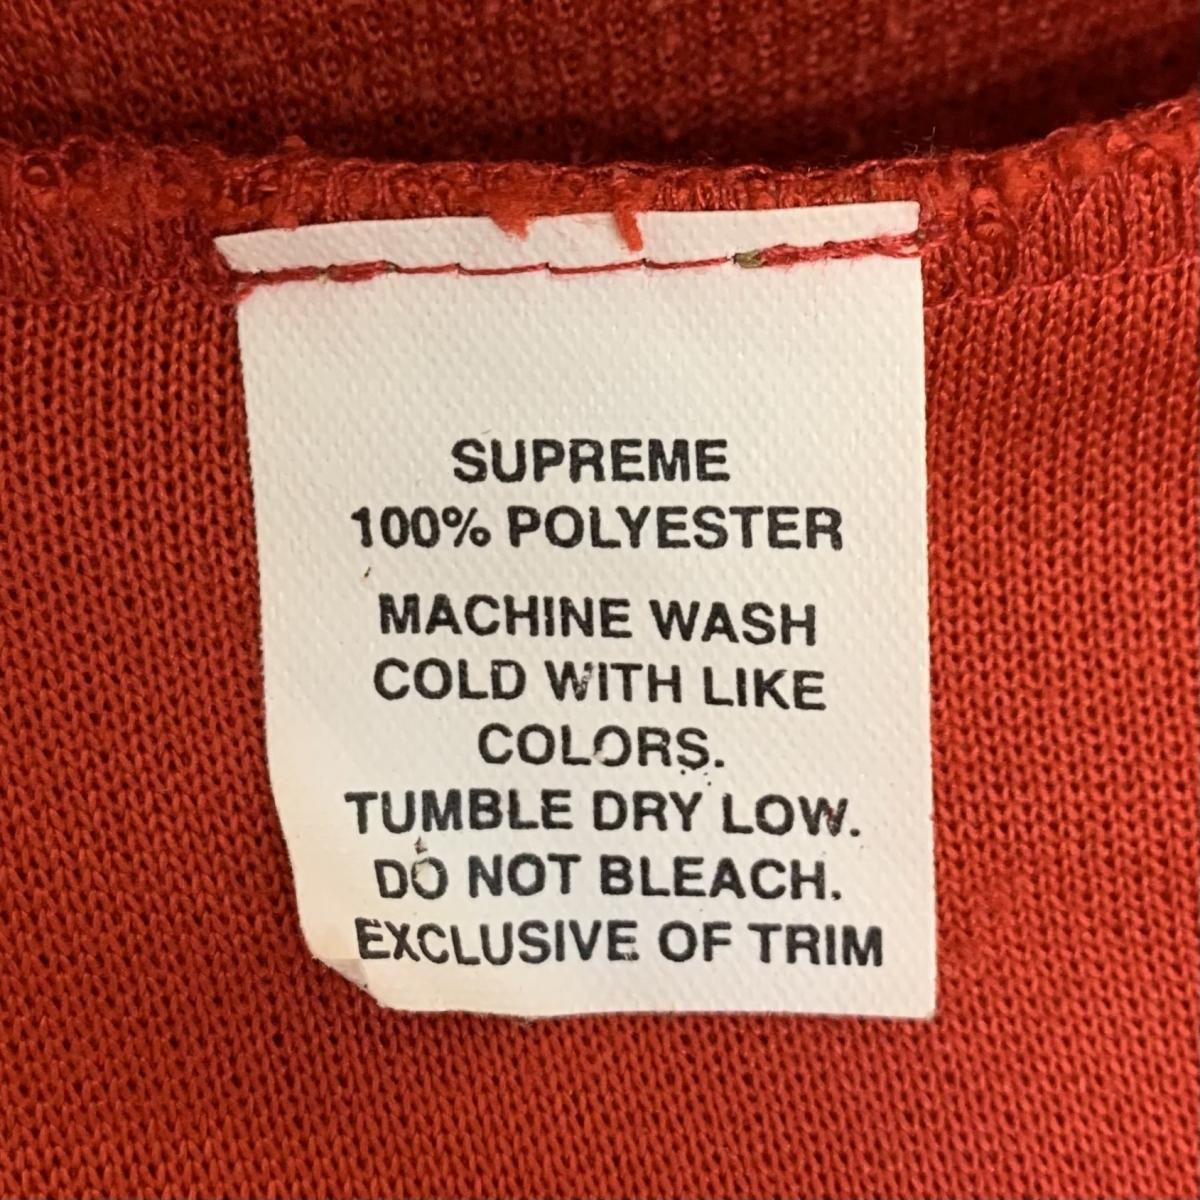 SUPREME
100% POLYESTER
MACHINE WASH
COLD WITH LIKE
COLORS.
TUMBLE DRY LOW.
DO NOT BLEACH.
EXCLUSIVE OF TRIM